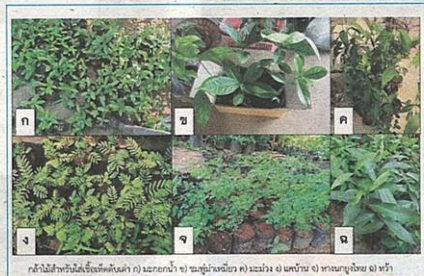 ก
ข
ค
ง
จ
ฉ
กล้าไม้สำหรับใส่เชื้อเห็ดตับเต่า ก) มะกอกน้ำ ข) ชมพู่มะเหมี่ยว ค) มะม่วง ง) แคบ้าน จ) หางนกยูงไทย ฉ) หว้า